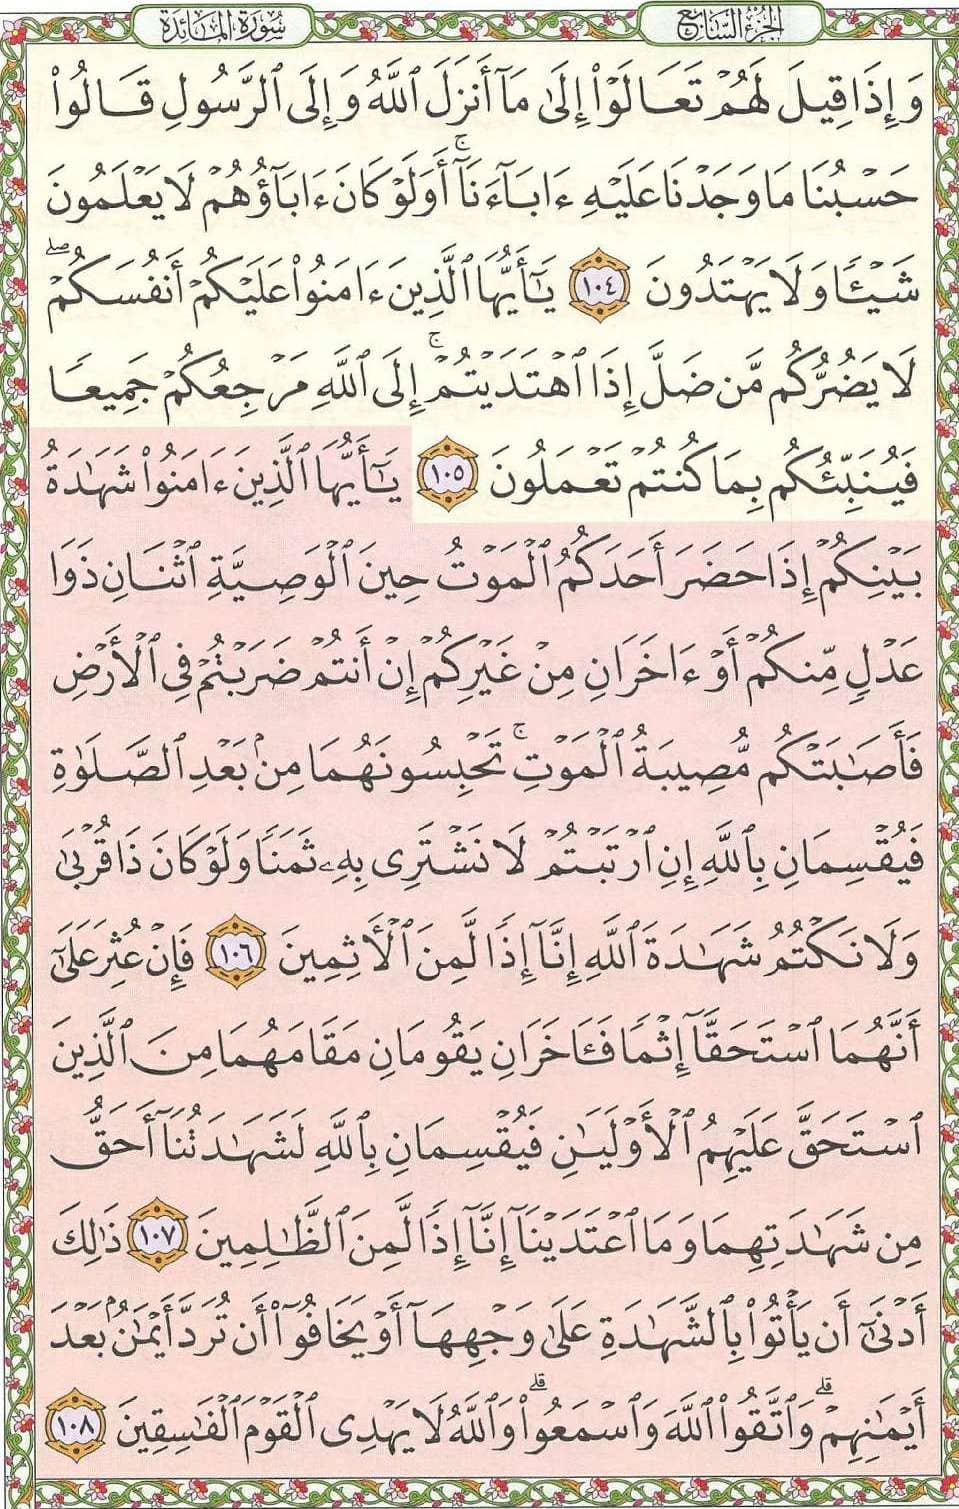 الجزء السابع
سورة المائدة
وَإِذَا قِيلَ لَهُمْ تَعَالَوْا۟ إِلَىٰ مَآ أَنزَلَ ٱللَّهُ وَإِلَى ٱلرَّسُولِ قَالُوا۟
حَسْبُنَا مَا وَجَدْنَا عَلَيْهِ ءَابَآءَنَآ ۚ أَوَلَوْ كَانَ ءَابَآؤُهُمْ لَا يَعْلَمُونَ
شَيْـًٔا وَلَا يَهْتَدُونَ ١٠٤ يَـٰٓأَيُّهَا ٱلَّذِينَ ءَامَنُوا۟ عَلَيْكُمْ أَنفُسَكُمْ ۖ
لَا يَضُرُّكُم مَّن ضَلَّ إِذَا ٱهْتَدَيْتُمْ ۚ إِلَى ٱللَّهِ مَرْجِعُكُمْ جَمِيعًا
فَيُنَبِّئُكُم بِمَا كُنتُمْ تَعْمَلُونَ ١٠٥ يَـٰٓأَيُّهَا ٱلَّذِينَ ءَامَنُوا۟ شَهَـٰدَةُ
بَيْنِكُمْ إِذَا حَضَرَ أَحَدَكُمُ ٱلْمَوْتُ حِينَ ٱلْوَصِيَّةِ ٱثْنَانِ ذَوَا
عَدْلٍ مِّنكُمْ أَوْ ءَاخَرَانِ مِنْ غَيْرِكُمْ إِنْ أَنتُمْ ضَرَبْتُمْ فِى ٱلْأَرْضِ
فَأَصَـٰبَتْكُم مُّصِيبَةُ ٱلْمَوْتِ ۚ تَحْبِسُونَهُمَا مِنۢ بَعْدِ ٱلصَّلَوٰةِ
فَيُقْسِمَانِ بِٱللَّهِ إِنِ ٱرْتَبْتُمْ لَا نَشْتَرِى بِهِۦ ثَمَنًا وَلَوْ كَانَ ذَا قُرْبَىٰ
وَلَا نَكْتُمُ شَهَـٰدَةَ ٱللَّهِ إِنَّآ إِذًا لَّمِنَ ٱلْـَٔاثِمِينَ ١٠٦ فَإِنْ عُثِرَ عَلَىٰٓ
أَنَّهُمَا ٱسْتَحَقَّآ إِثْمًا فَـَٔاخَرَانِ يَقُومَانِ مَقَامَهُمَا مِنَ ٱلَّذِينَ
ٱسْتَحَقَّ عَلَيْهِمُ ٱلْأَوْلَيَـٰنِ فَيُقْسِمَانِ بِٱللَّهِ لَشَهَـٰدَتُنَآ أَحَقُّ
مِن شَهَـٰدَتِهِمَا وَمَا ٱعْتَدَيْنَآ إِنَّآ إِذًا لَّمِنَ ٱلظَّـٰلِمِينَ ١٠٧ ذَٰلِكَ
أَدْنَىٰٓ أَن يَأْتُوا۟ بِٱلشَّهَـٰدَةِ عَلَىٰ وَجْهِهَآ أَوْ يَخَافُوٓا۟ أَن تُرَدَّ أَيْمَـٰنٌۢ بَعْدَ
أَيْمَـٰنِهِمْ ۗ وَٱتَّقُوا۟ ٱللَّهَ وَٱسْمَعُوا۟ ۗ وَٱللَّهُ لَا يَهْدِى ٱلْقَوْمَ ٱلْفَـٰسِقِينَ ١٠٨